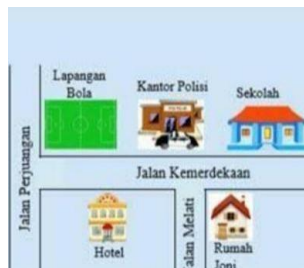 Lapangan
Bola
Kantor Polisi
Sekolah
Jalan Perjuangan
Jalan Kemerdekaan
Hotel
Jalan Melati
Rumah
Joni